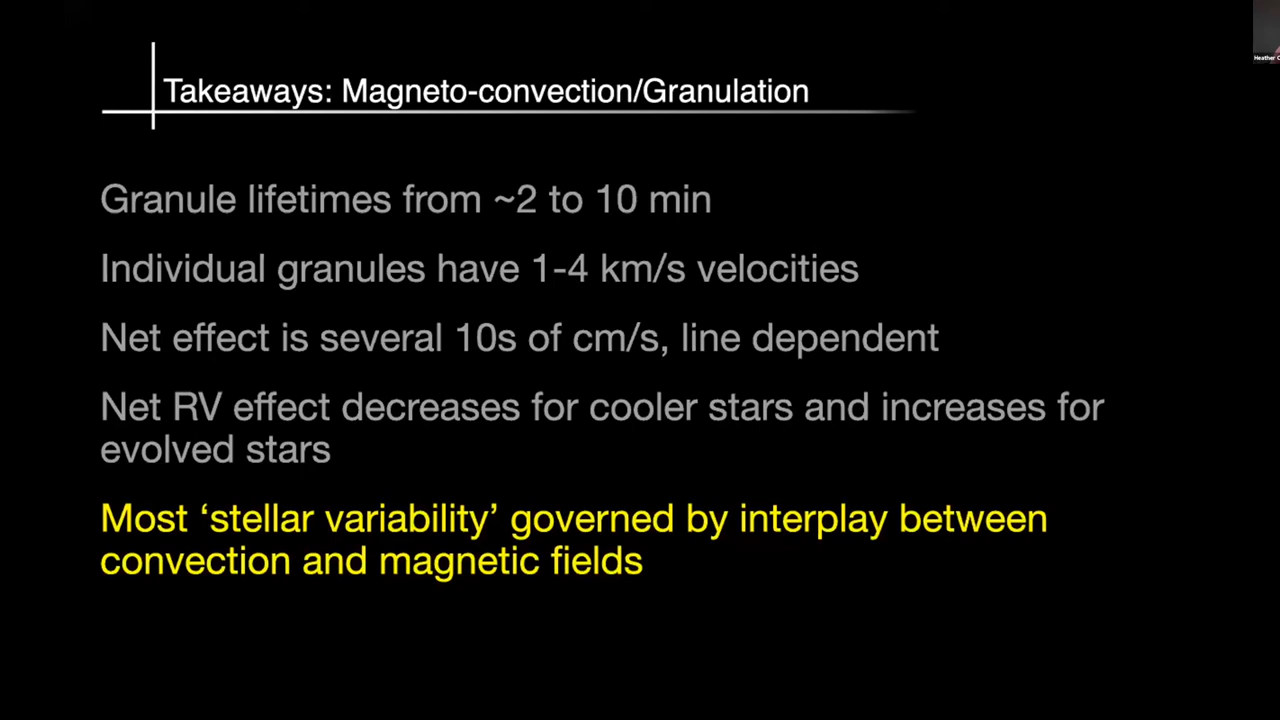 Heather
Takeaways: Magneto-convection/Granulation
Granule lifetimes from ~2 to 10 min
Individual granules have 1-4 km/s velocities
Net effect is several 10s of cm/s, line dependent
Net RV effect decreases for cooler stars and increases for
evolved stars
Most ‘stellar variability’ governed by interplay between
convection and magnetic fields